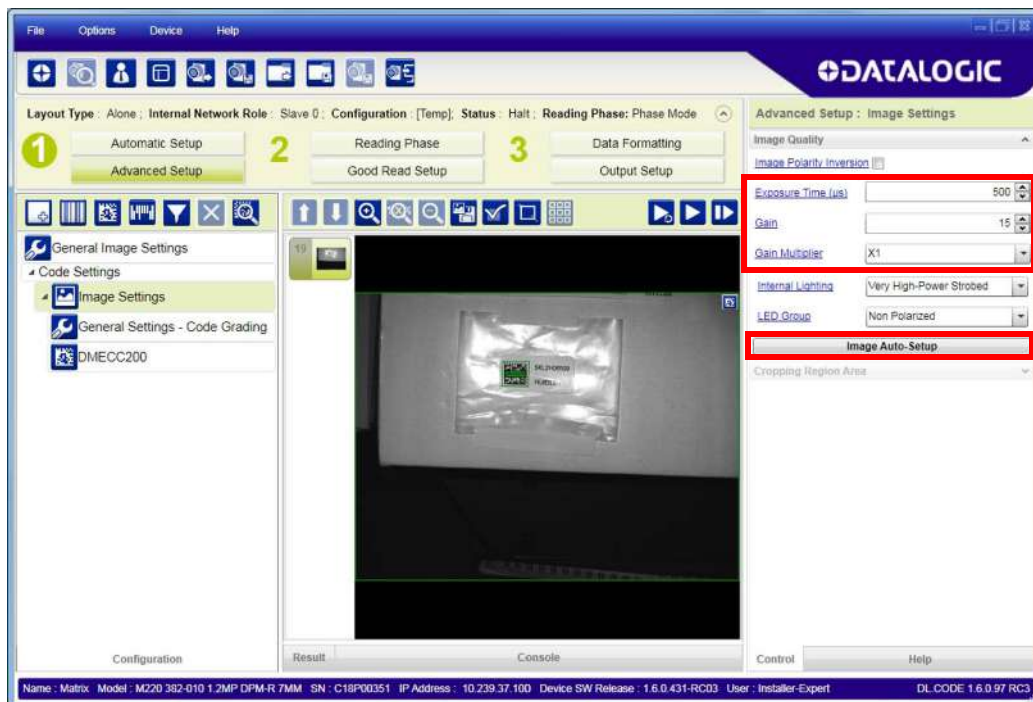 File Options Device Help
DATALOGIC
Layout Type : Alone ; Internal Network Role : Slave 0 ; Configuration : [Temp]; Status : Halt ; Reading Phase: Phase Mode
1 Automatic Setup 2 Reading Phase 3 Data Formatting
Advanced Setup Good Read Setup Output Setup
General Image Settings
Code Settings
Image Settings
General Settings - Code Grading
DMECC200
Configuration
19
Result Console
Advanced Setup : Image Settings
Image Quality
Image Polarity Inversion
Exposure Time (us) 500
Gain 15
Gain Multiplier X1
Internal Lighting Very High-Power Strobed
LED Group Non Polarized
Image Auto-Setup
Cropping Region Area
Control Help
Name : Matrix Model : M220 382-010 1.2MP DPM-R 7MM SN : C18P00351 IP Address : 10.239.37.100 Device SW Release : 1.6.0.431-RC03 User : Installer-Expert DL.CODE 1.6.0.97 RC3